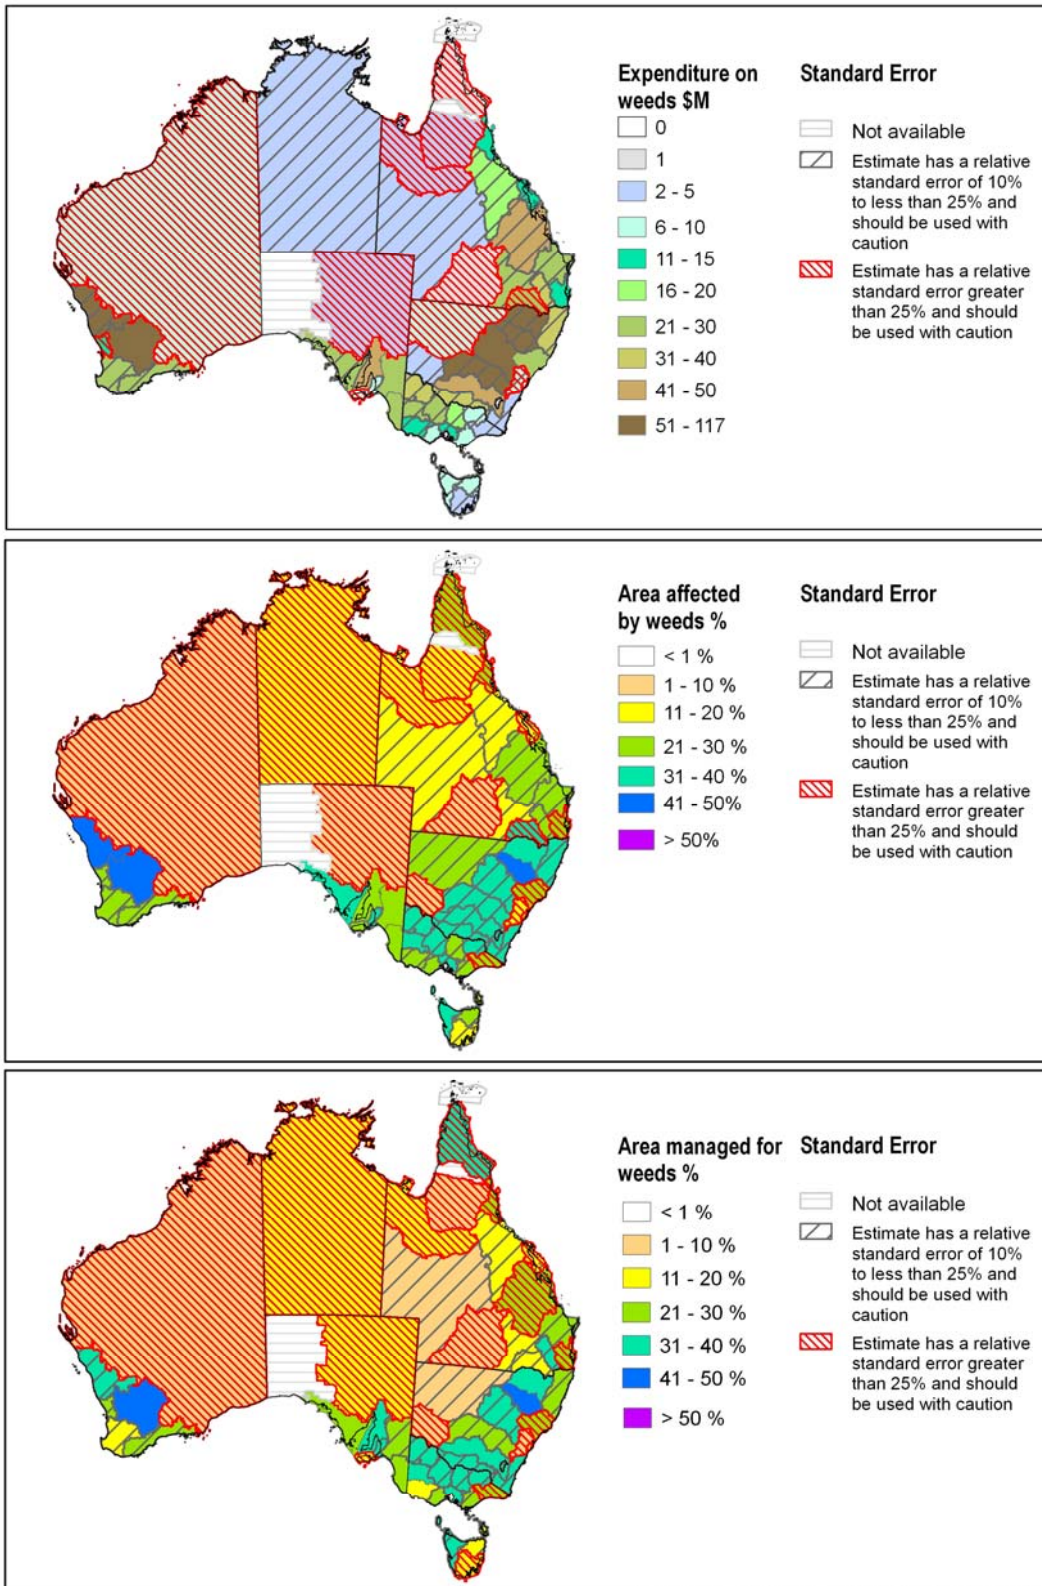 Expenditure on
weeds $M
0
1
2 - 5
6 - 10
11 - 15
16 - 20
21 - 30
31 - 40
41 - 50
51 - 117
Standard Error
Not available
Estimate has a relative
standard error of 10%
to less than 25% and
should be used with
caution
Estimate has a relative
standard error greater
than 25% and should
be used with caution
Area affected
by weeds %
< 1 %
1 - 10 %
11 - 20 %
21 - 30 %
31 - 40 %
41 - 50%
> 50%
Standard Error
Not available
Estimate has a relative
standard error of 10%
to less than 25% and
should be used with
caution
Estimate has a relative
standard error greater
than 25% and should
be used with caution
Area managed for
weeds %
< 1 %
1 - 10 %
11 - 20 %
21 - 30 %
31 - 40 %
41 - 50 %
> 50 %
Standard Error
Not available
Estimate has a relative
standard error of 10%
to less than 25% and
should be used with
caution
Estimate has a relative
standard error greater
than 25% and should
be used with caution